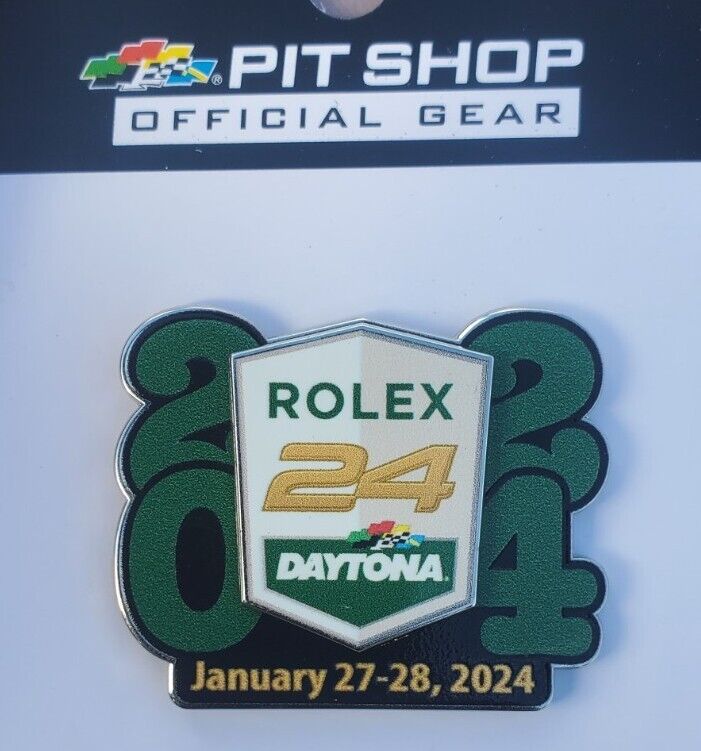 PIT SHOP
OFFICIAL GEAR
2 2
0 4
ROLEX
24
DAYTONA
January 27-28, 2024